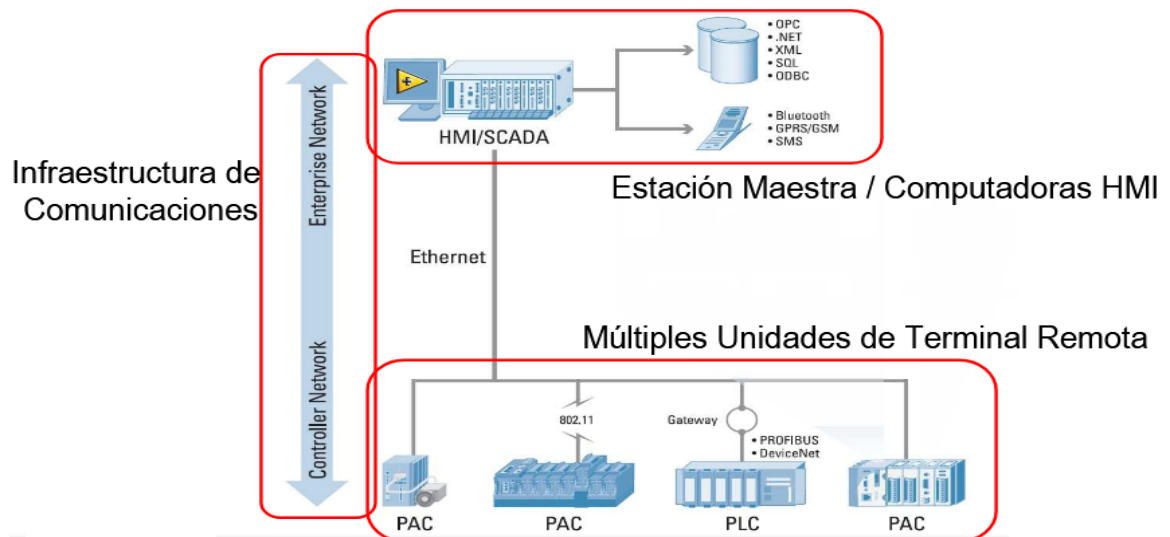 • OPC
• .NET
• XML
• SQL
• ODBC
HMI/SCADA
• Bluetooth
• GPRS/GSM
• SMS
Estación Maestra / Computadoras HMI
Infraestructura de
Comunicaciones
Enterprise Network
Controller Network
Ethernet
Múltiples Unidades de Terminal Remota
802.11
Gateway
• PROFIBUS
• DeviceNet
PAC
PAC
PLC
PAC